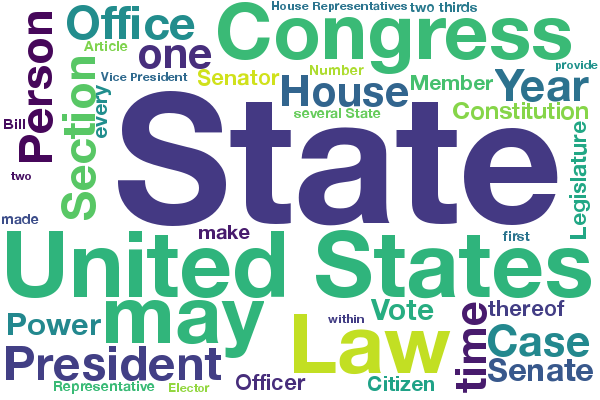 House Representatives
two thirds
Office
Congress
Person
Article
one
Vice President
Senator
Number
provide
House
Member
Year
Section
every
several State
Constitution
Bill
State
Legislature
two
made
make
first
United States
may
within
Vote
time
thereof
Power
Law
Case
President
Senate
Representative
Elector
Officer
Citizen